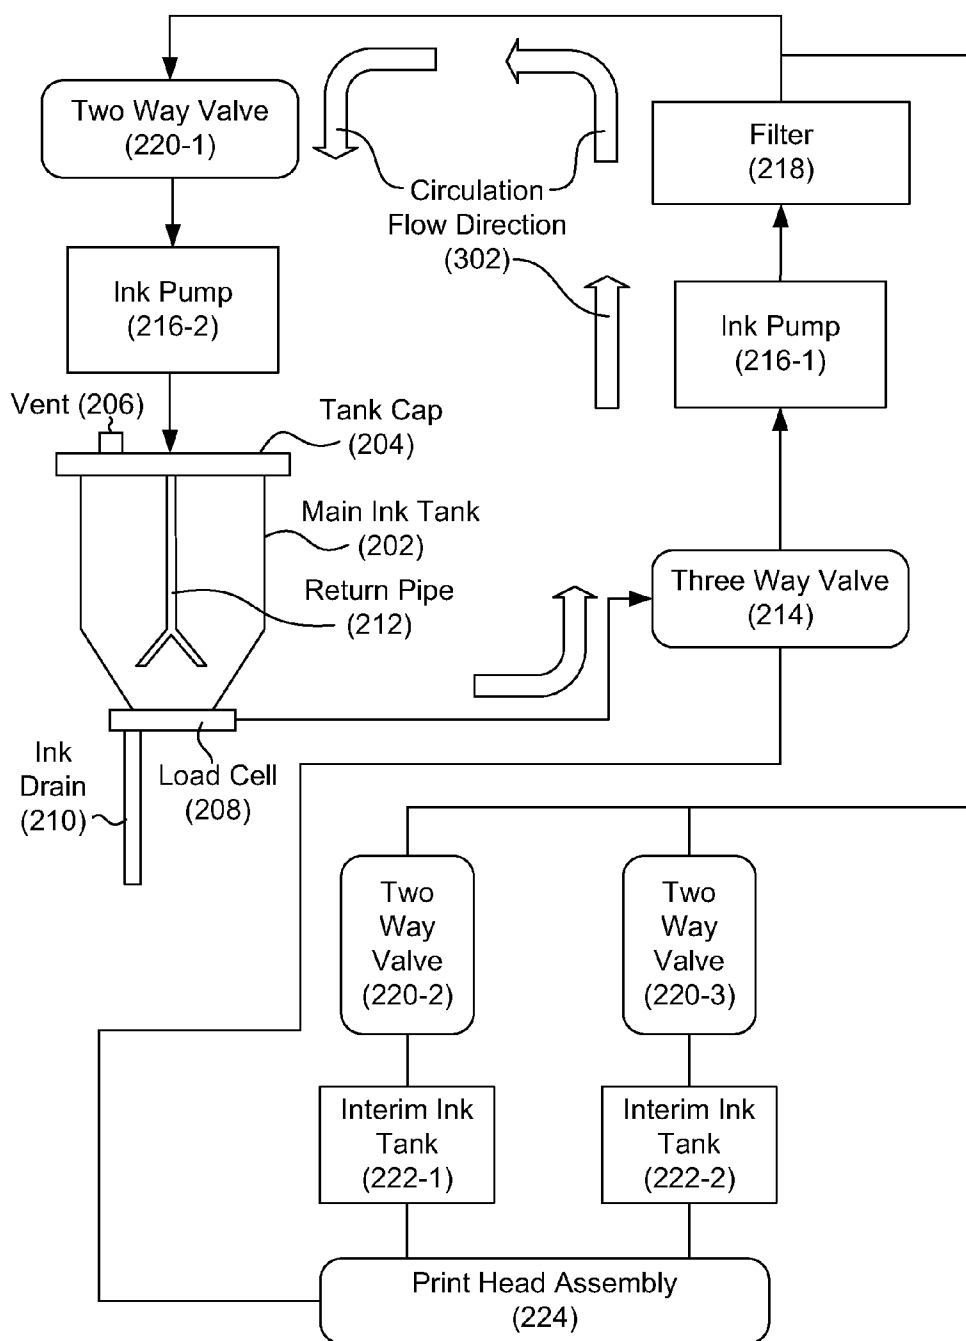 Two Way Valve
(220-1)
Filter
(218)
Circulation
Flow Direction
(302)
Ink Pump
(216-2)
Ink Pump
(216-1)
Vent (206)
Tank Cap
(204)
Main Ink Tank
(202)
Return Pipe
(212)
Three Way Valve
(214)
Ink
Drain
(210)
Load Cell
(208)
Two
Way
Valve
(220-2)
Two
Way
Valve
(220-3)
Interim Ink
Tank
(222-1)
Interim Ink
Tank
(222-2)
Print Head Assembly
(224)